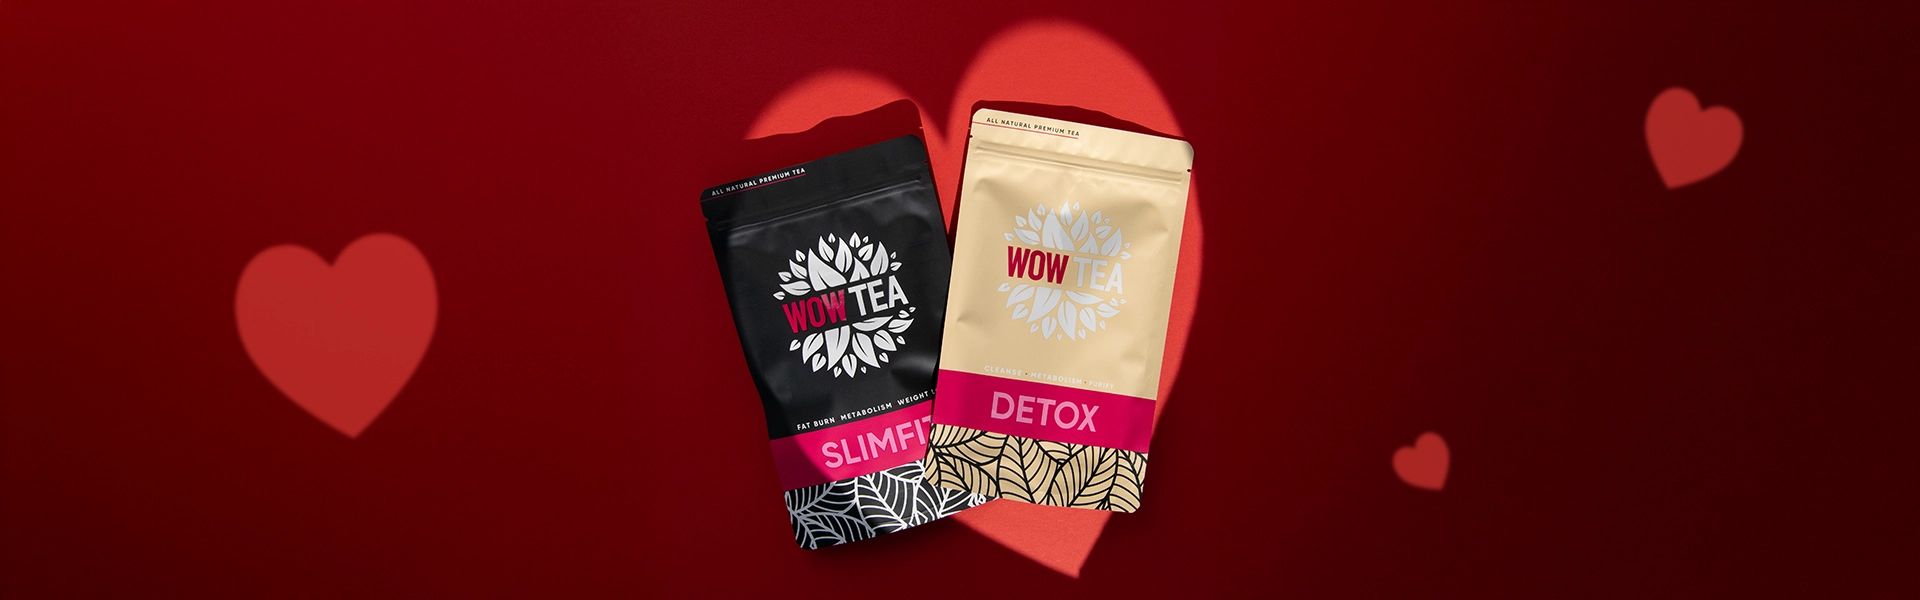 ALL NATURAL PREMIUM TEA
WOW TEA
FAT BURN METABOLISM WEIGHT
SLIMFIT
ALL NATURAL PREMIUM TEA
WOW TEA
CLEANSE • METABOLISM • PURIFY
DETOX